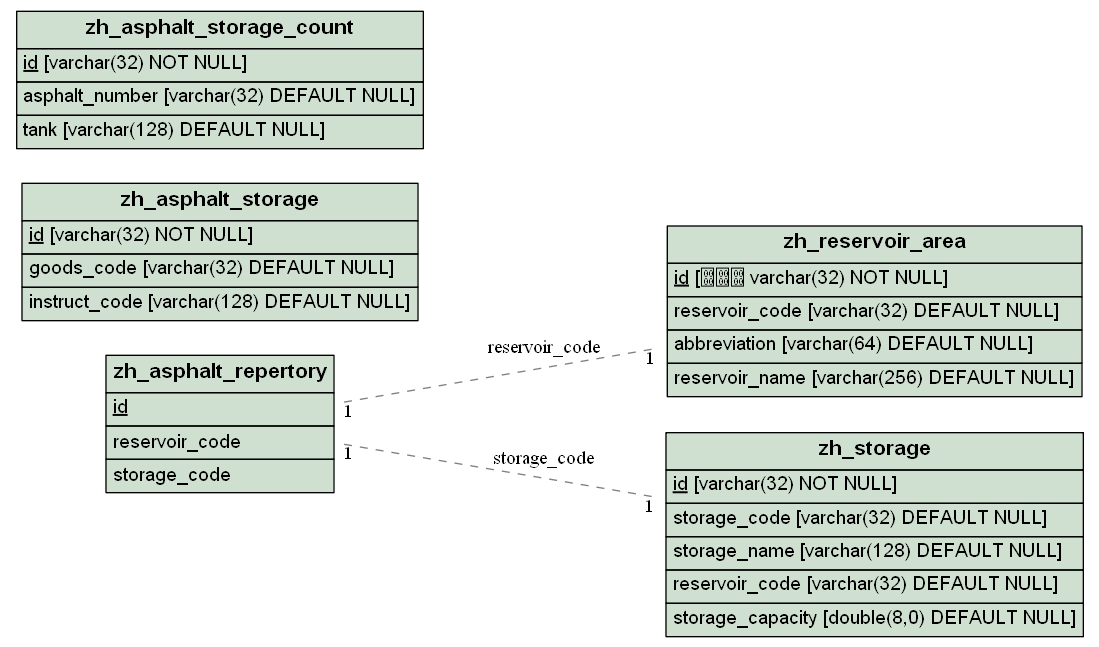 zh_asphalt_storage_count
id [varchar(32) NOT NULL]
asphalt_number [varchar(32) DEFAULT NULL]
tank [varchar(128) DEFAULT NULL]
zh_asphalt_storage
id [varchar(32) NOT NULL]
goods_code [varchar(32) DEFAULT NULL]
instruct_code [varchar(128) DEFAULT NULL]
zh_asphalt_repertory
id
reservoir_code
storage_code
reservoir_code
1
1
storage_code
1
1
zh_reservoir_area
id [ varchar(32) NOT NULL]
reservoir_code [varchar(32) DEFAULT NULL]
abbreviation [varchar(64) DEFAULT NULL]
reservoir_name [varchar(256) DEFAULT NULL]
zh_storage
id [varchar(32) NOT NULL]
storage_code [varchar(32) DEFAULT NULL]
storage_name [varchar(128) DEFAULT NULL]
reservoir_code [varchar(32) DEFAULT NULL]
storage_capacity [double(8,0) DEFAULT NULL]